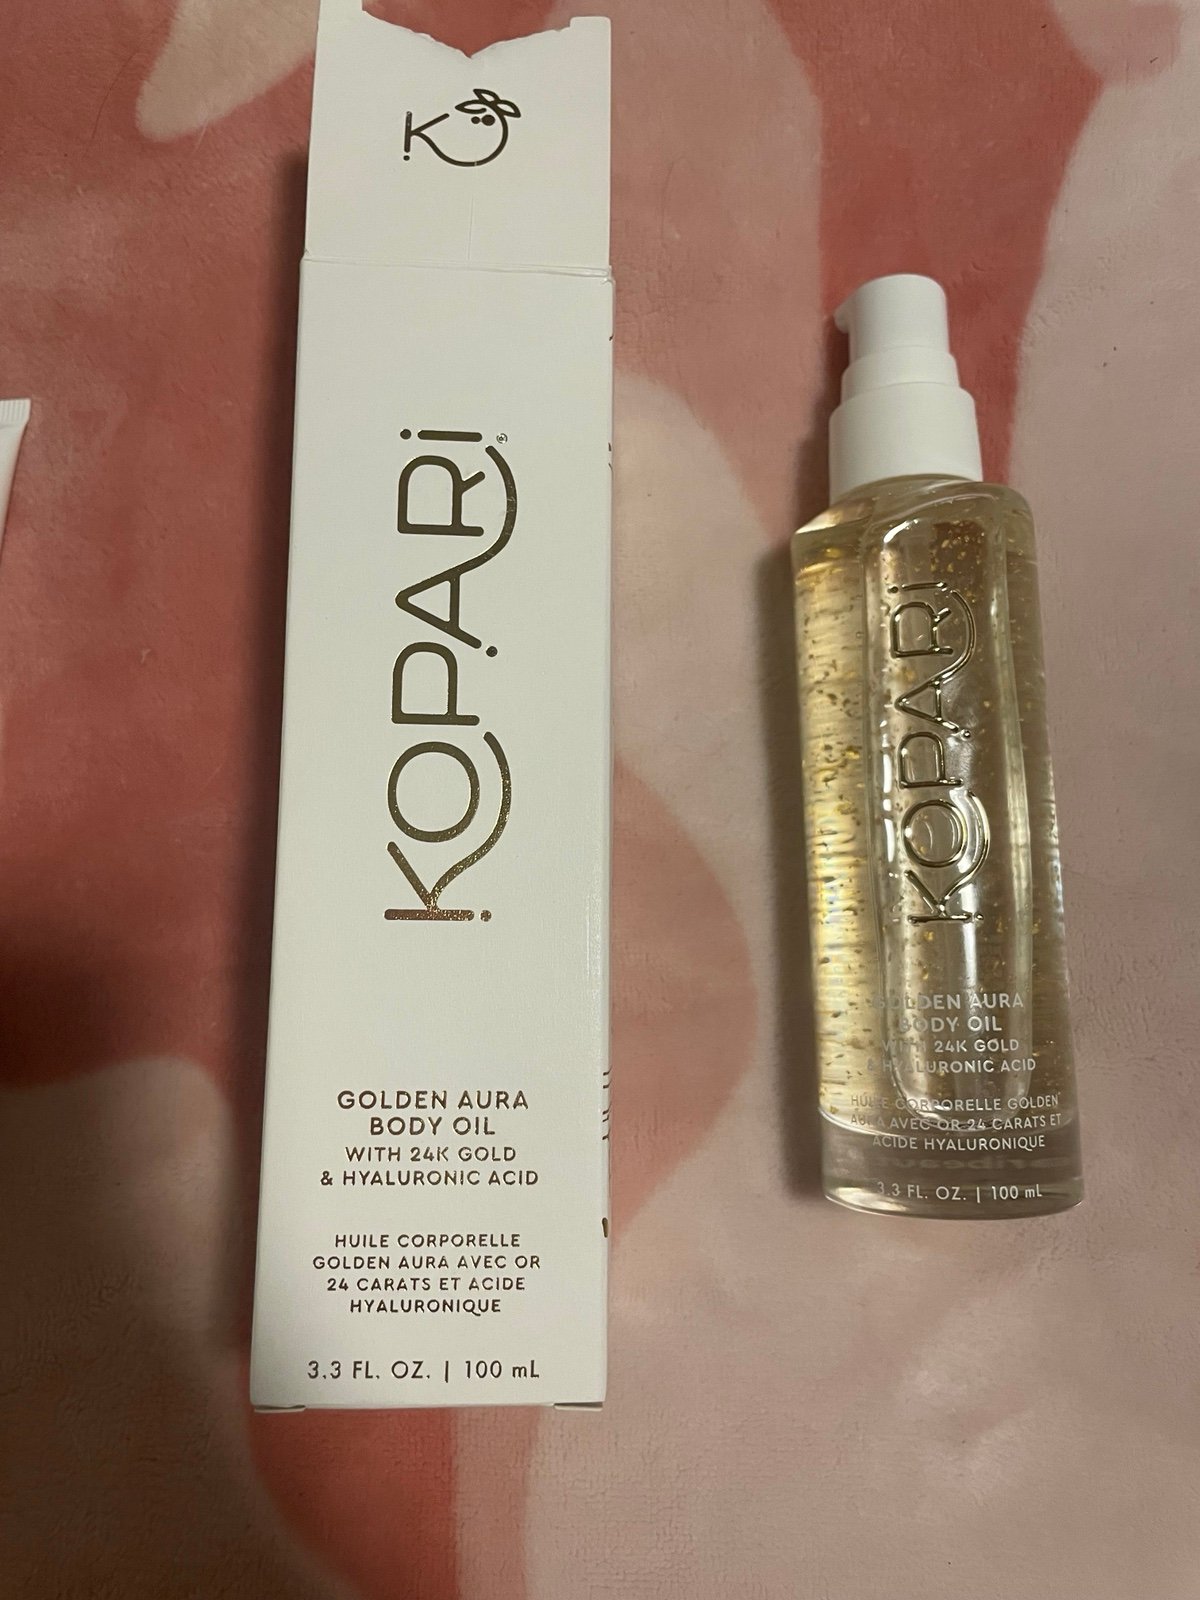 K
KOPARI®
GOLDEN AURA
BODY OIL
WITH 24K GOLD
& HYALURONIC ACID
HUILE CORPORELLE
GOLDEN AURA AVEC OR
24 CARATS ET ACIDE
HYALURONIQUE
3.3 FL. OZ. | 100 mL
KOPARI
GOLDEN AURA
BODY OIL
WITH 24K GOLD
& HYALURONIC ACID
HUILE CORPORELLE GOLDEN
AURA AVEC OR 24 CARATS ET
ACIDE HYALURONIQUE
3.3 FL. OZ. | 100 mL